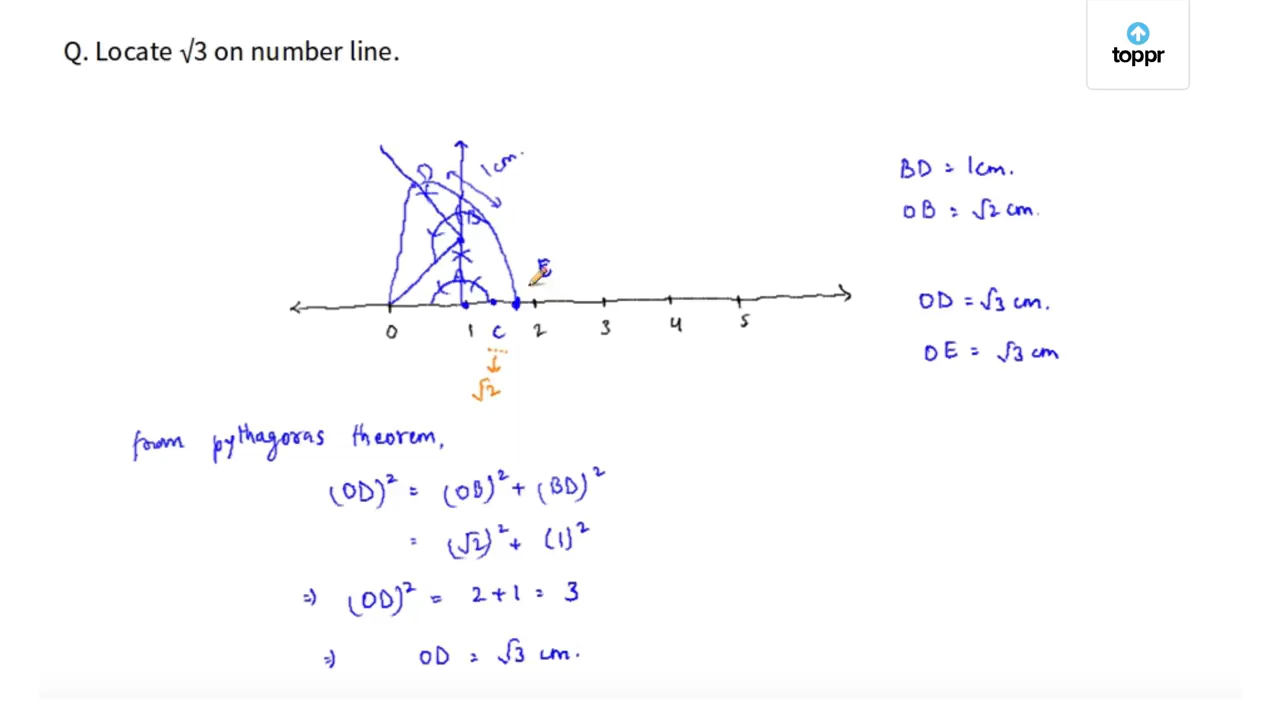 Q. Locate √3 on number line.
toppr
1 cm.
D
B
A
E
0 1 C 2 3 4 5
√2
BD = 1cm.
OB = √2 cm.
OD = √3 cm.
OE = √3 cm
from pythagoras theorem,
(OD)² = (OB)² + (BD)²
= (√2)² + (1)²
⇒ (OD)² = 2 + 1 = 3
⇒ OD = √3 cm.